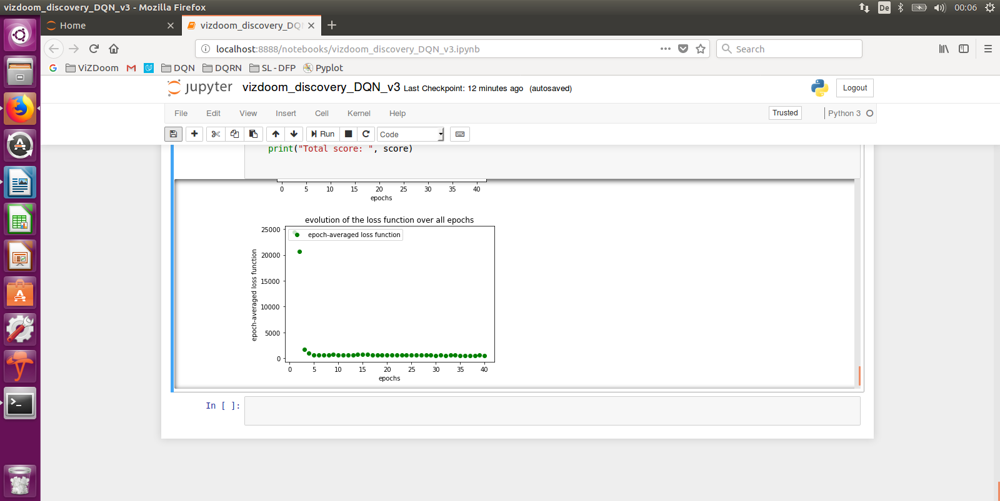 vizdoom_discovery_DQN_v3 - Mozilla Firefox
De
00:06
Home
vizdoom_discovery_DQ
localhost:8888/notebooks/vizdoom_discovery_DQN_v3.ipynb
Search
ViZDoom
DQN
DQRN
SL - DFP
Pyplot
jupyter
vizdoom_discovery_DQN_v3
Last Checkpoint: 12 minutes ago
(autosaved)
Logout
File
Edit
View
Insert
Cell
Kernel
Help
Trusted
Python 3
Run
Code
print("Total score: ", score)
0 5 10 15 20 25 30 35 40
epochs
evolution of the loss function over all epochs
epoch-averaged loss function
epoch-averaged loss function
25000
20000
15000
10000
5000
0
0 5 10 15 20 25 30 35 40
epochs
In [ ]: